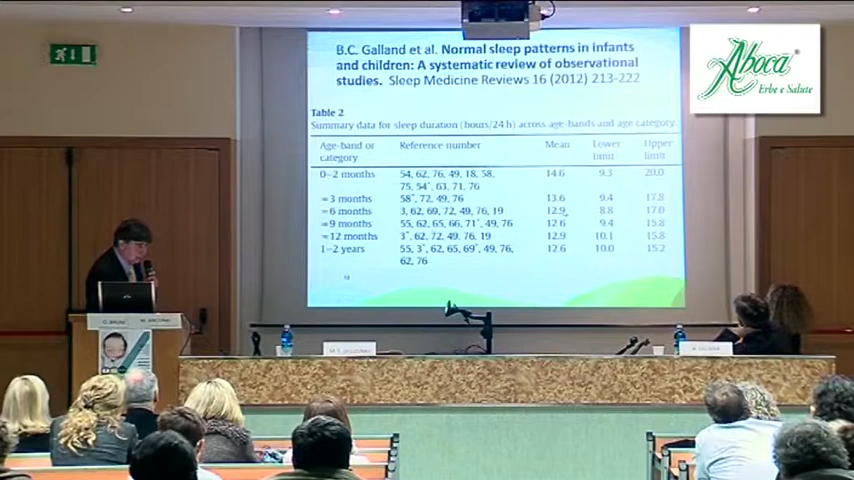 B.C. Galland et al. Normal sleep patterns in infants
and children: A systematic review of observational
studies. Sleep Medicine Reviews 16 (2012) 213-222
Aboca®
Erbe e Salute
Table 2
Summary data for sleep duration (hours/24 h) across age-bands and age category.
Age-band or category Reference number Mean Lower limit Upper limit
0–2 months 54, 62, 76, 49, 18, 58, 14.6 9.3 20.0
75, 54*, 63, 71, 76
≈3 months 58*, 72, 49, 76 13.6 9.4 17.8
≈6 months 3, 62, 69, 72, 49, 76, 19 12.9 8.8 17.0
≈9 months 55, 62, 65, 66, 71*, 49, 76 12.6 9.4 15.8
≈12 months 3*, 62, 72, 49, 76, 19 12.9 10.1 15.8
1–2 years 55, 3*, 62, 65, 69*, 49, 76, 12.6 10.0 15.2
62, 76
O. BRUNI